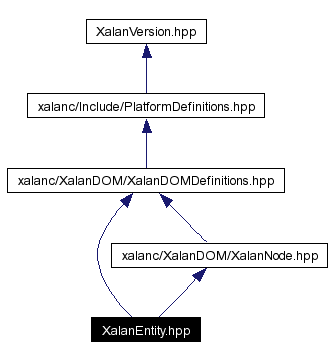 XalanVersion.hpp
xalanc/Include/PlatformDefinitions.hpp
xalanc/XalanDOM/XalanDOMDefinitions.hpp
xalanc/XalanDOM/XalanNode.hpp
XalanEntity.hpp